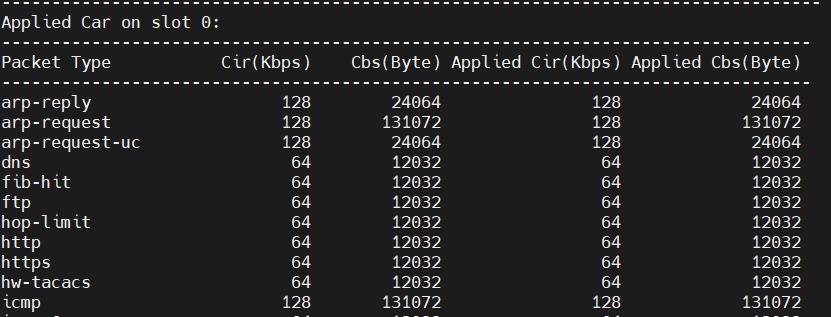 --------------------------------------------------------------------------------
Applied Car on slot 0:
-------------------------------------------------------------------------------
Packet Type           Cir(Kbps)    Cbs(Byte) Applied Cir(Kbps) Applied Cbs(Byte)
-------------------------------------------------------------------------------
arp-reply                   128        24064               128             24064
arp-request                 128       131072               128            131072
arp-request-uc              128        24064               128             24064
dns                          64        12032                64             12032
fib-hit                      64        12032                64             12032
ftp                          64        12032                64             12032
hop-limit                    64        12032                64             12032
http                         64        12032                64             12032
https                        64        12032                64             12032
hw-tacacs                    64        12032                64             12032
icmp                        128       131072               128            131072